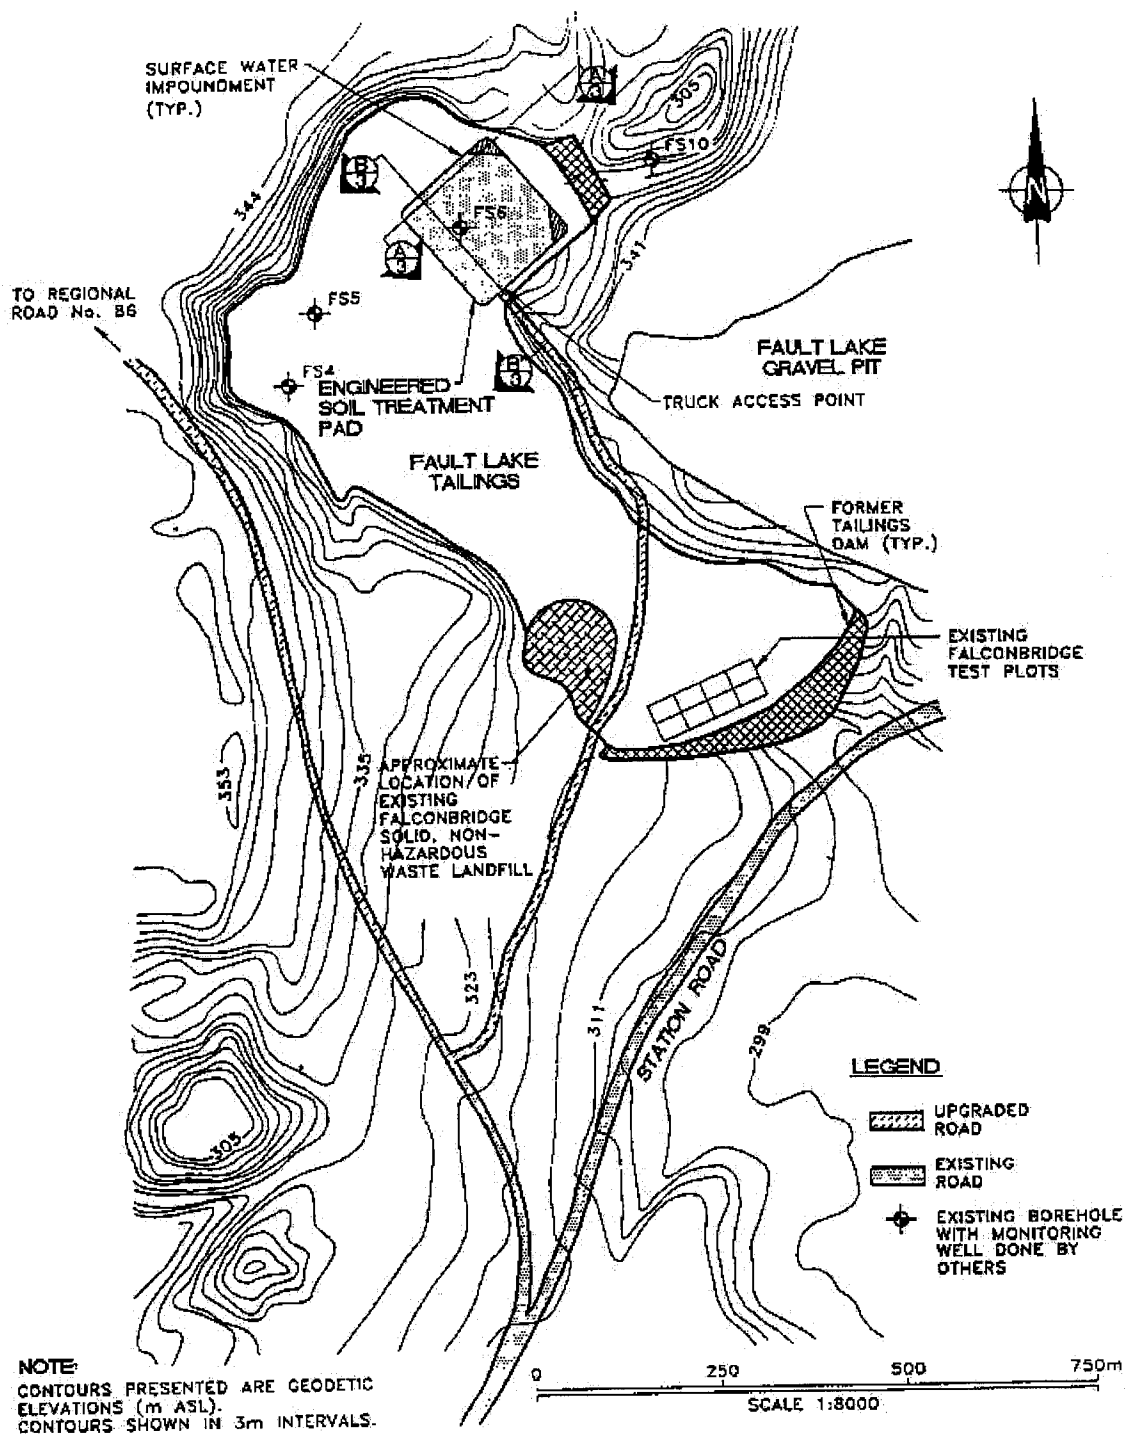 SURFACE WATER
IMPOUNDMENT
(TYP.)
A
3
305
FS10
B
3
N
344
FS6
341
A
3
TO REGIONAL
ROAD No. 86
FS5
FAULT LAKE
GRAVEL PIT
B'
3
FS4
ENGINEERED
SOIL TREATMENT
PAD
TRUCK ACCESS POINT
FAULT LAKE
TAILINGS
FORMER
TAILINGS
DAM (TYP.)
EXISTING
FALCONBRIDGE
TEST PLOTS
353
335
APPROXIMATE
LOCATION OF
EXISTING
FALCONBRIDGE
SOLID, NON-
HAZARDOUS
WASTE LANDFILL
323
311
STATION ROAD
299
305
LEGEND
UPGRADED
ROAD
EXISTING
ROAD
EXISTING BOREHOLE
WITH MONITORING
WELL DONE BY
OTHERS
NOTE:
CONTOURS PRESENTED ARE GEODETIC
ELEVATIONS (m ASL).
CONTOURS SHOWN IN 3m INTERVALS.
0 250 500 750m
SCALE 1:8000